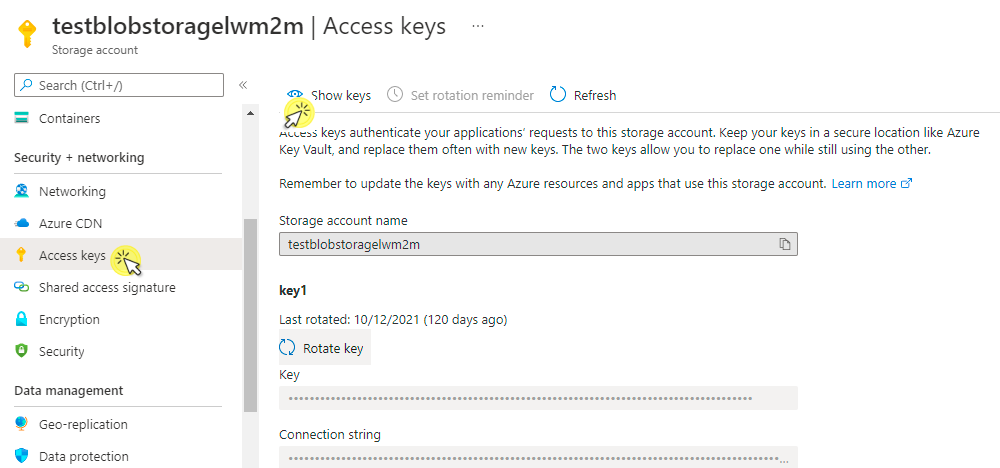 testblobstoragelwm2m | Access keys ...
Storage account
Search (Ctrl+/)
«
Containers
Security + networking
Networking
Azure CDN
Access keys
Shared access signature
Encryption
Security
Data management
Geo-replication
Data protection
Show keys
Set rotation reminder
Refresh
Access keys authenticate your applications' requests to this storage account. Keep your keys in a secure location like Azure
Key Vault, and replace them often with new keys. The two keys allow you to replace one while still using the other.
Remember to update the keys with any Azure resources and apps that use this storage account. Learn more
Storage account name
testblobstoragelwm2m
key1
Last rotated: 10/12/2021 (120 days ago)
Rotate key
Key
Connection string